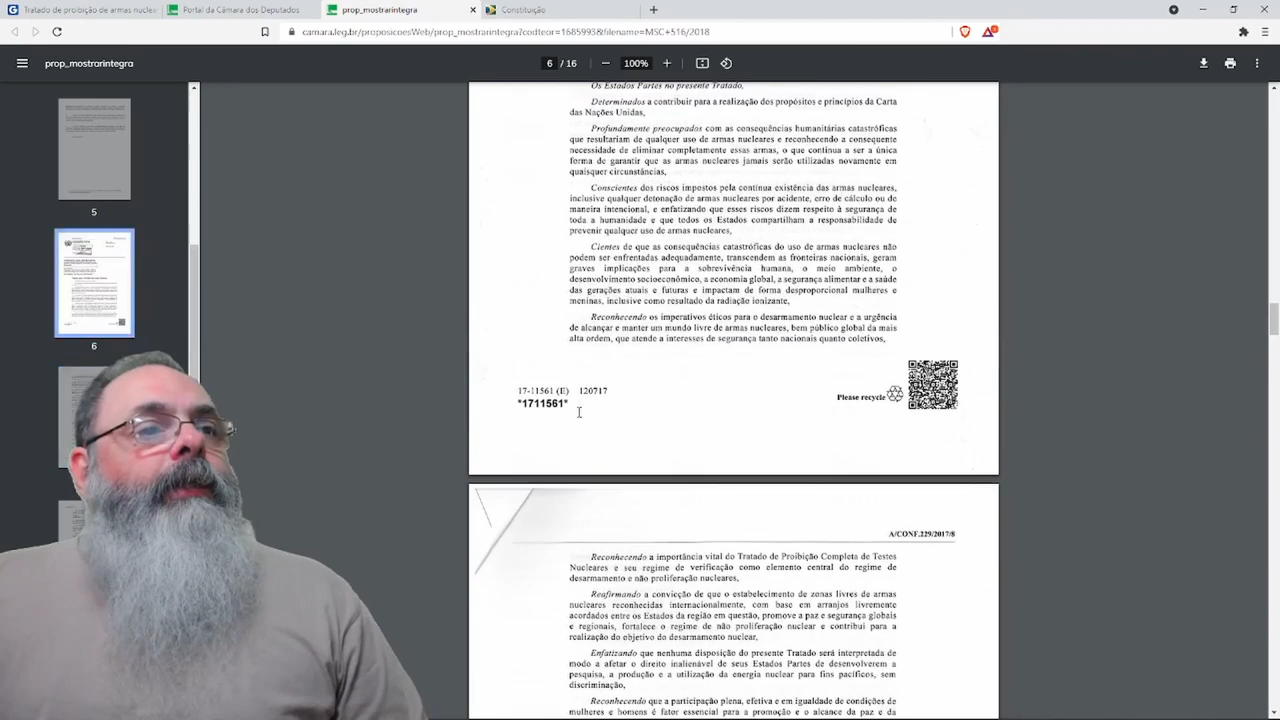 Tratado de proibição de armas nuclea
Portal da Câmara dos Deputados
prop_mostrarintegra
Constituição
camara.leg.br/proposicoesWeb/prop_mostrarintegra?codteor=1685993&filename=MSC+516/2018
prop_mostrarintegra
6 / 16
100%
5
6
Os Estados Partes no presente Tratado,
Determinados a contribuir para a realização dos propósitos e princípios da Carta
das Nações Unidas,
Profundamente preocupados com as consequências humanitárias catastróficas
que resultariam de qualquer uso de armas nucleares e reconhecendo a consequente
necessidade de eliminar completamente essas armas, o que continua a ser a única
forma de garantir que as armas nucleares jamais serão utilizadas novamente em
quaisquer circunstâncias,
Conscientes dos riscos impostos pela contínua existência das armas nucleares,
inclusive qualquer detonação de armas nucleares por acidente, erro de cálculo ou de
maneira intencional, e enfatizando que esses riscos dizem respeito à segurança de
toda a humanidade e que todos os Estados compartilham a responsabilidade de
prevenir qualquer uso de armas nucleares,
Cientes de que as consequências catastróficas do uso de armas nucleares não
podem ser enfrentadas adequadamente, transcendem as fronteiras nacionais, geram
graves implicações para a sobrevivência humana, o meio ambiente, o
desenvolvimento socioeconômico, a economia global, a segurança alimentar e a saúde
das gerações atuais e futuras e impactam de forma desproporcional mulheres e
meninas, inclusive como resultado da radiação ionizante,
Reconhecendo os imperativos éticos para o desarmamento nuclear e a urgência
de alcançar e manter um mundo livre de armas nucleares, bem público global da mais
alta ordem, que atende a interesses de segurança tanto nacionais quanto coletivos,
17-11561 (E) 120717
*1711561*
Please recycle
A/CONF.229/2017/8
Reconhecendo a importância vital do Tratado de Proibição Completa de Testes
Nucleares e seu regime de verificação como elemento central do regime de
desarmamento e não proliferação nucleares,
Reafirmando a convicção de que o estabelecimento de zonas livres de armas
nucleares reconhecidas internacionalmente, com base em arranjos livremente
acordados entre os Estados da região em questão, promove a paz e segurança globais
e regionais, fortalece o regime de não proliferação nuclear e contribui para a
realização do objetivo do desarmamento nuclear,
Enfatizando que nenhuma disposição do presente Tratado será interpretada de
modo a afetar o direito inalienável de seus Estados Partes de desenvolverem a
pesquisa, a produção e a utilização da energia nuclear para fins pacíficos, sem
discriminação,
Reconhecendo que a participação plena, efetiva e em igualdade de condições de
mulheres e homens é fator essencial para a promoção e o alcance da paz e da